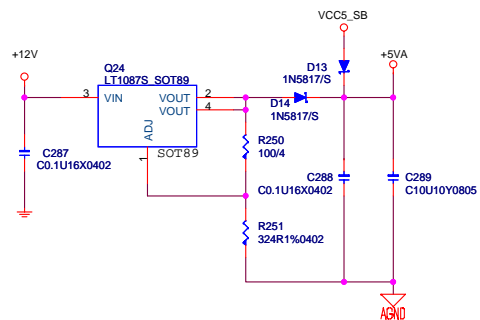 VCC5_SB
+12V
+5VA
Q24
LT1087S_SOT89
D13
1N5817/S
3
VIN
VOUT
2
VOUT
4
ADJ
1
SOT89
D14
1N5817/S
R250
100/4
C287
C0.1U16X0402
C288
C0.1U16X0402
C289
C10U10Y0805
R251
324R1%0402
AGND